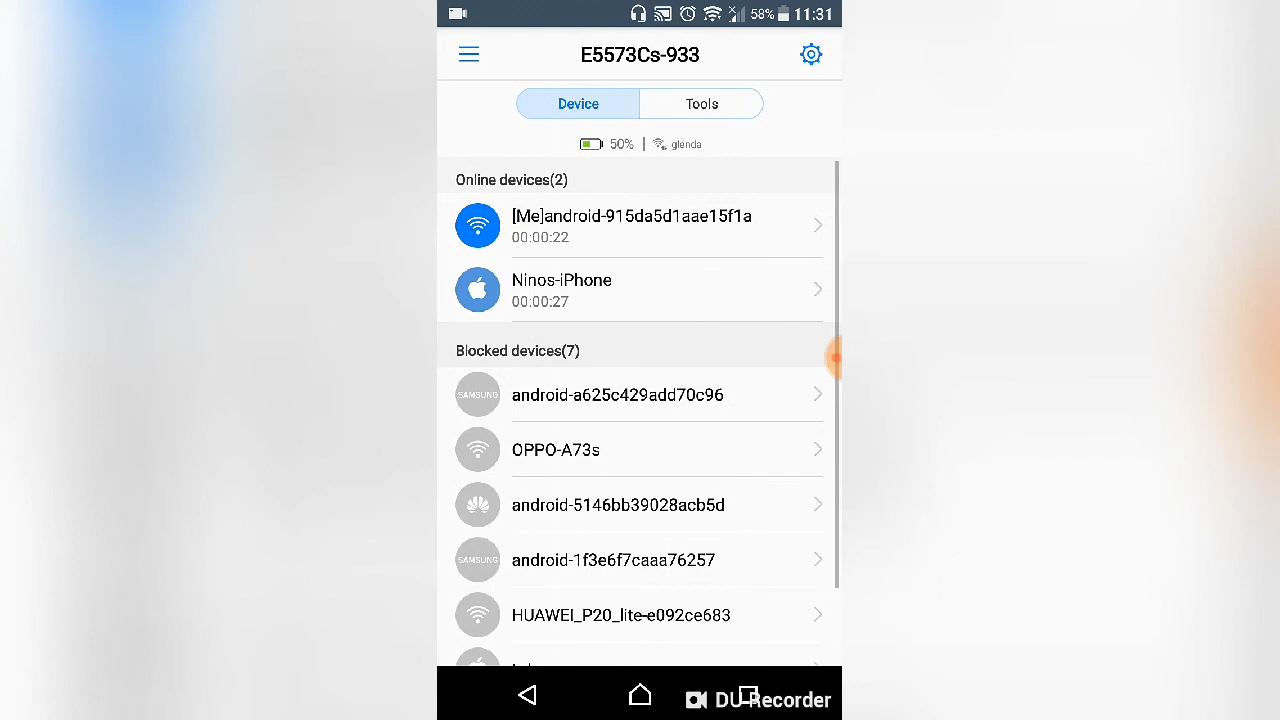 58% 11:31
E5573Cs-933
Device Tools
50% | glenda
Online devices(2)
[Me]android-915da5d1aae15f1a
00:00:22
Ninos-iPhone
00:00:27
Blocked devices(7)
SAMSUNG android-a625c429add70c96
OPPO-A73s
android-5146bb39028acb5d
SAMSUNG android-1f3e6f7caaa76257
HUAWEI_P20_lite-e092ce683
DU Recorder